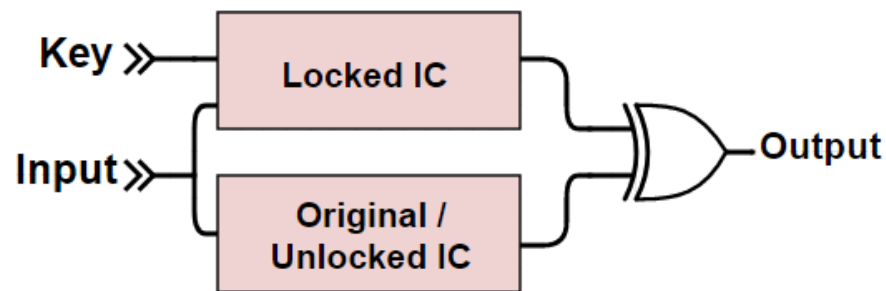 Key
Locked IC
Input
Original /
Unlocked IC
Output